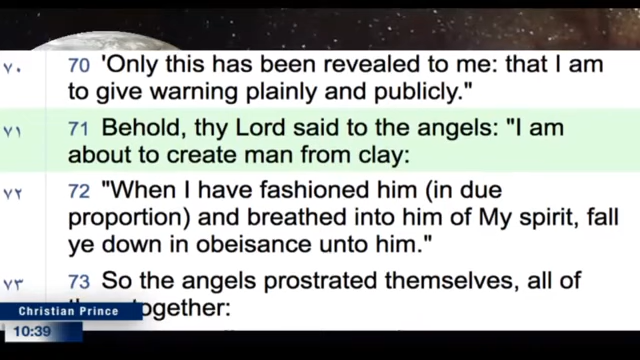 ٧٠ 70 'Only this has been revealed to me: that I am
to give warning plainly and publicly."
٧١ 71 Behold, thy Lord said to the angels: "I am
about to create man from clay:
٧٢ 72 "When I have fashioned him (in due
proportion) and breathed into him of My spirit, fall
ye down in obeisance unto him."
٧٣ 73 So the angels prostrated themselves, all of
together:
Christian Prince
10:39